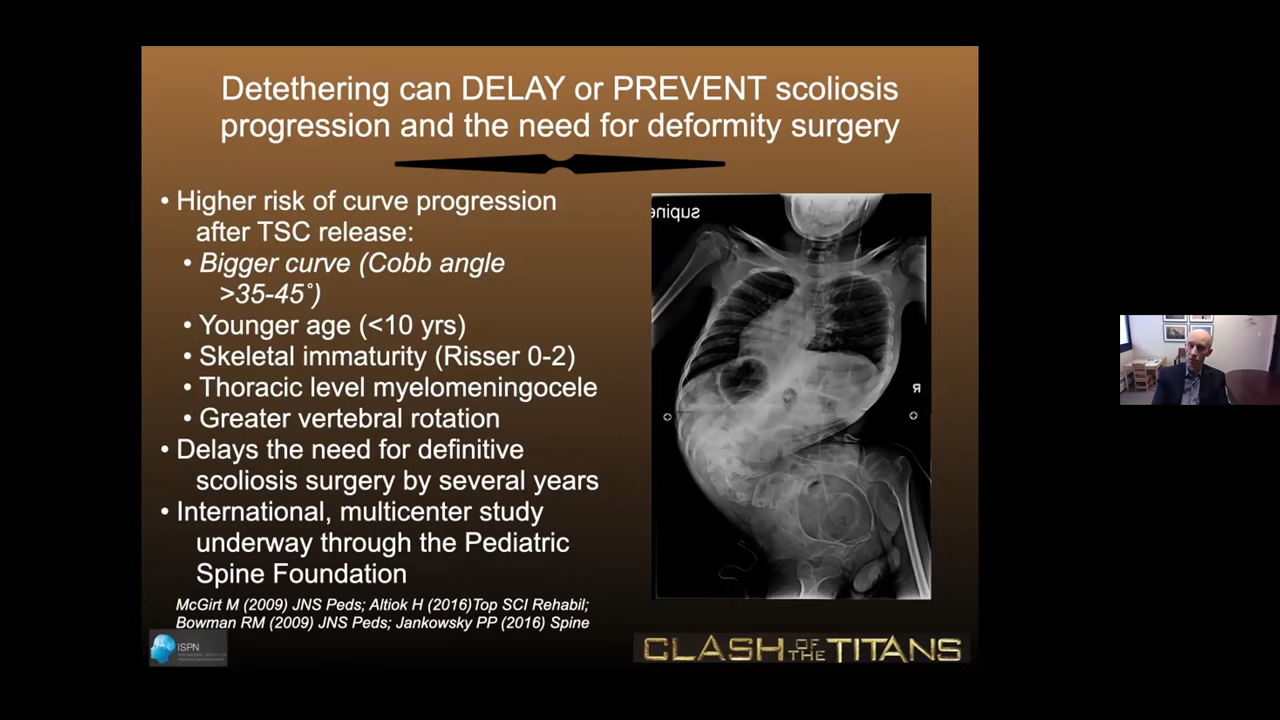 Detethering can DELAY or PREVENT scoliosis
progression and the need for deformity surgery
• Higher risk of curve progression
after TSC release:
• Bigger curve (Cobb angle
>35-45˚)
• Younger age (<10 yrs)
• Skeletal immaturity (Risser 0-2)
• Thoracic level myelomeningocele
• Greater vertebral rotation
• Delays the need for definitive
scoliosis surgery by several years
• International, multicenter study
underway through the Pediatric
Spine Foundation
McGirt M (2009) JNS Peds; Altiok H (2016)Top SCI Rehabil;
Bowman RM (2009) JNS Peds; Jankowsky PP (2016) Spine
supine
R
ISPN
CLASH OF THE TITANS